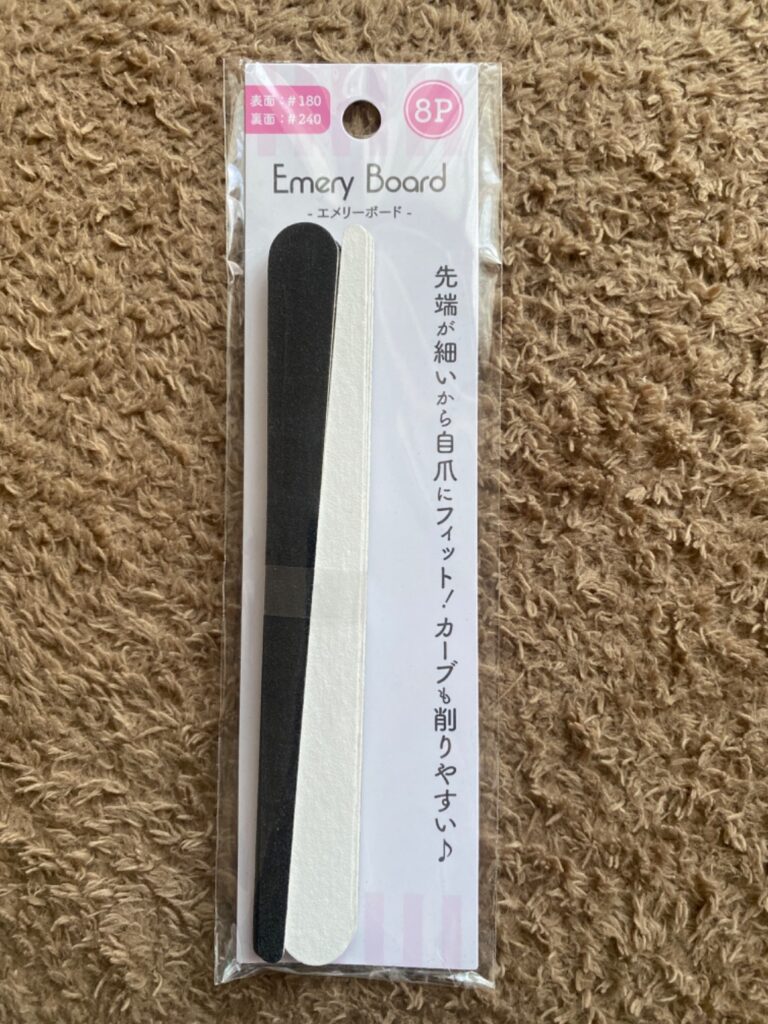 表面：#180
裏面：#240
8P
Emery Board
- エメリーボード -
先端が細いから自爪にフィット！カーブも削りやすい♪